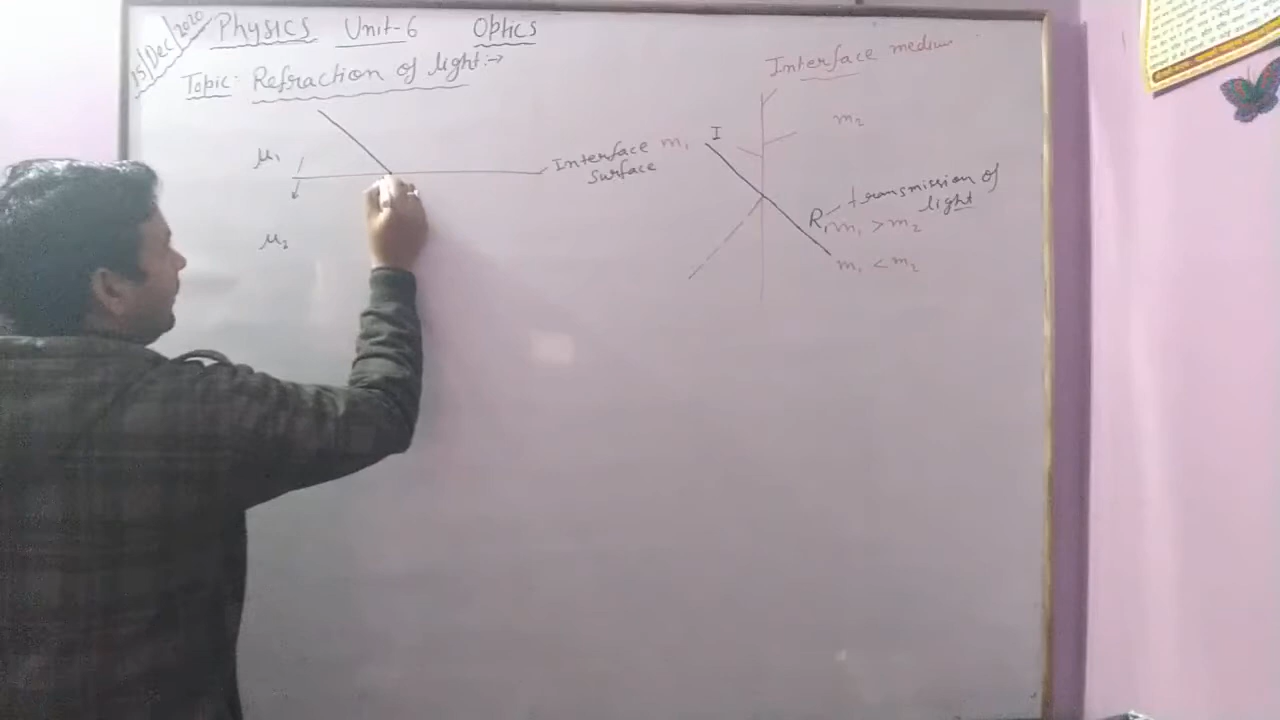 15/Dec/2020
Physics Unit-6 Optics
Topic: Refraction of light:→
μ₁
Interface
Surface
μ₂
Interface medium
m₁
m₂
I
R₁
transmission of
light
m₁ > m₂
m₁ < m₂